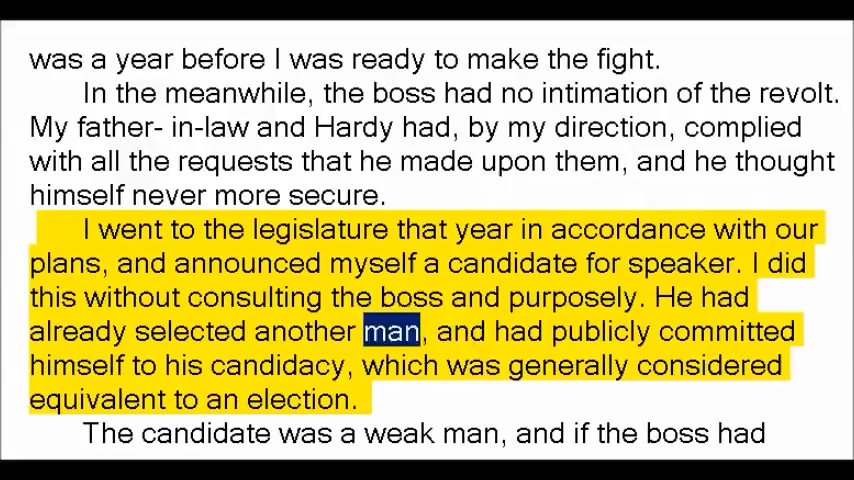 was a year before I was ready to make the fight.
In the meanwhile, the boss had no intimation of the revolt.
My father- in-law and Hardy had, by my direction, complied
with all the requests that he made upon them, and he thought
himself never more secure.
I went to the legislature that year in accordance with our
plans, and announced myself a candidate for speaker. I did
this without consulting the boss and purposely. He had
already selected another man, and had publicly committed
himself to his candidacy, which was generally considered
equivalent to an election.
The candidate was a weak man, and if the boss had